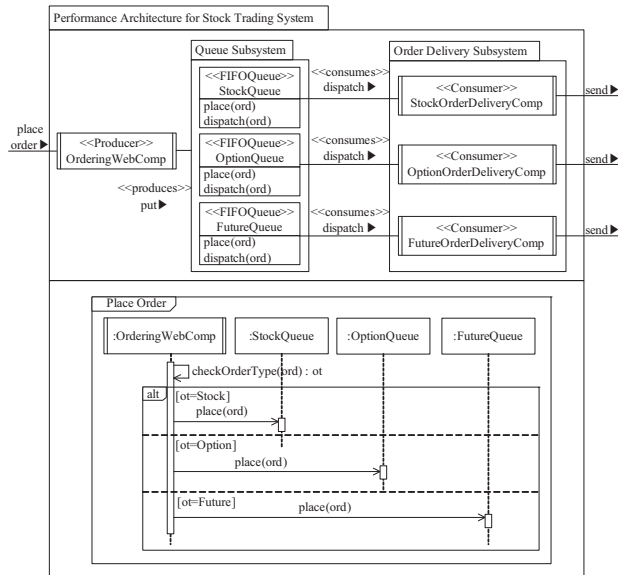 Performance Architecture for Stock Trading System
Queue Subsystem
Order Delivery Subsystem
<<FIFOQueue>>
StockQueue
place(ord)
dispatch(ord)
<<consumes>>
dispatch ▶
<<Consumer>>
StockOrderDeliveryComp
send▶
place
order▶
<<Producer>>
OrderingWebComp
<<FIFOQueue>>
OptionQueue
place(ord)
dispatch(ord)
<<consumes>>
dispatch ▶
<<Consumer>>
OptionOrderDeliveryComp
send▶
<<produces>>
put▶
<<FIFOQueue>>
FutureQueue
place(ord)
dispatch(ord)
<<consumes>>
dispatch ▶
<<Consumer>>
FutureOrderDeliveryComp
send▶
Place Order
:OrderingWebComp
:StockQueue
:OptionQueue
:FutureQueue
checkOrderType(ord) : ot
alt
[ot=Stock]
place(ord)
[ot=Option]
place(ord)
[ot=Future]
place(ord)